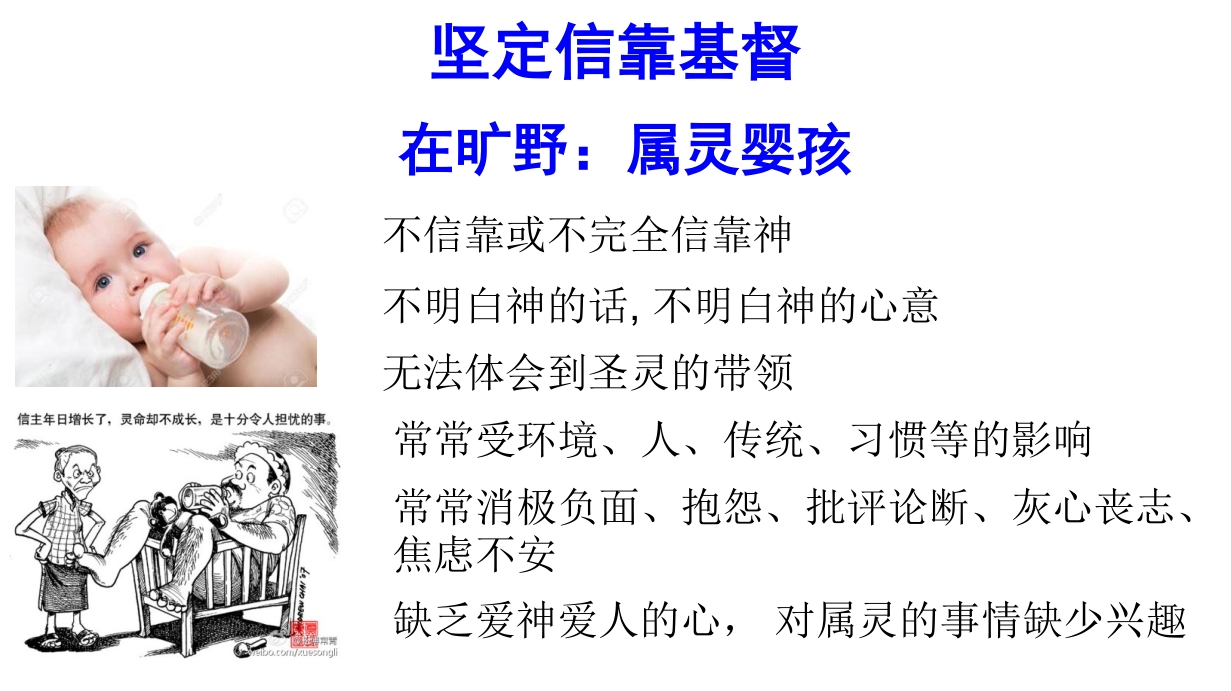 坚定信靠基督
在旷野：属灵婴孩
不信靠或不完全信靠神
不明白神的话, 不明白神的心意
无法体会到圣灵的带领
信主年日增长了，灵命却不成长，是十分令人担忧的事。
常常受环境、人、传统、习惯等的影响
常常消极负面、抱怨、批评论断、灰心丧志、
焦虑不安
缺乏爱神爱人的心， 对属灵的事情缺少兴趣
weibo.com/xuesongli